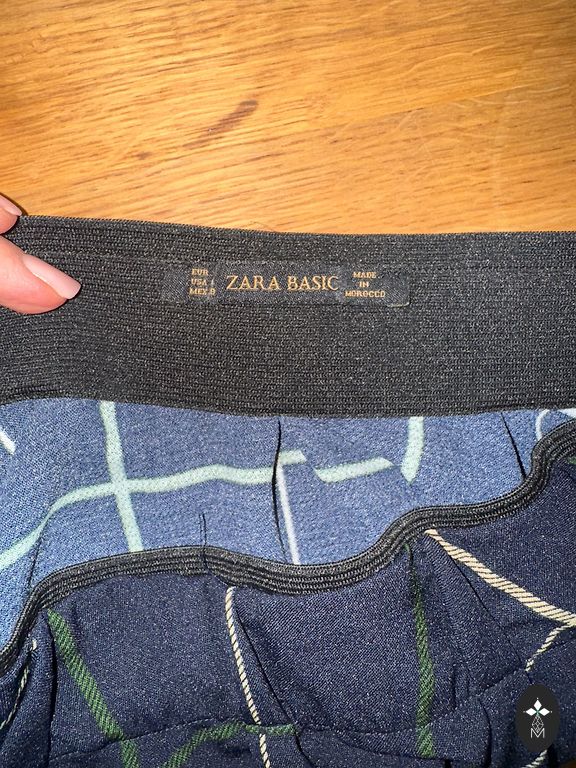 EUR
USA
MEX
ZARA BASIC
MADE
IN
MOROCCO
M